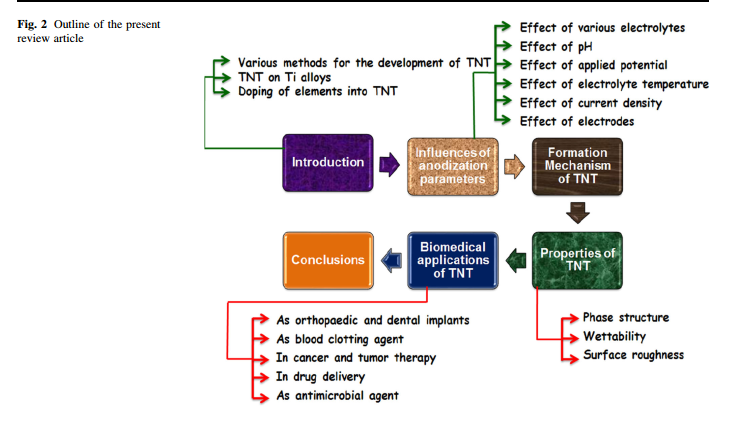 Fig. 2 Outline of the present
review article
Various methods for the development of TNT
TNT on Ti alloys
Doping of elements into TNT
Effect of various electrolytes
Effect of pH
Effect of applied potential
Effect of electrolyte temperature
Effect of current density
Effect of electrodes
Introduction
Influences of
anodization
parameters
Formation
Mechanism
of TNT
Properties of
TNT
Biomedical
applications
of TNT
Conclusions
Phase structure
Wettability
Surface roughness
As orthopaedic and dental implants
As blood clotting agent
In cancer and tumor therapy
In drug delivery
As antimicrobial agent